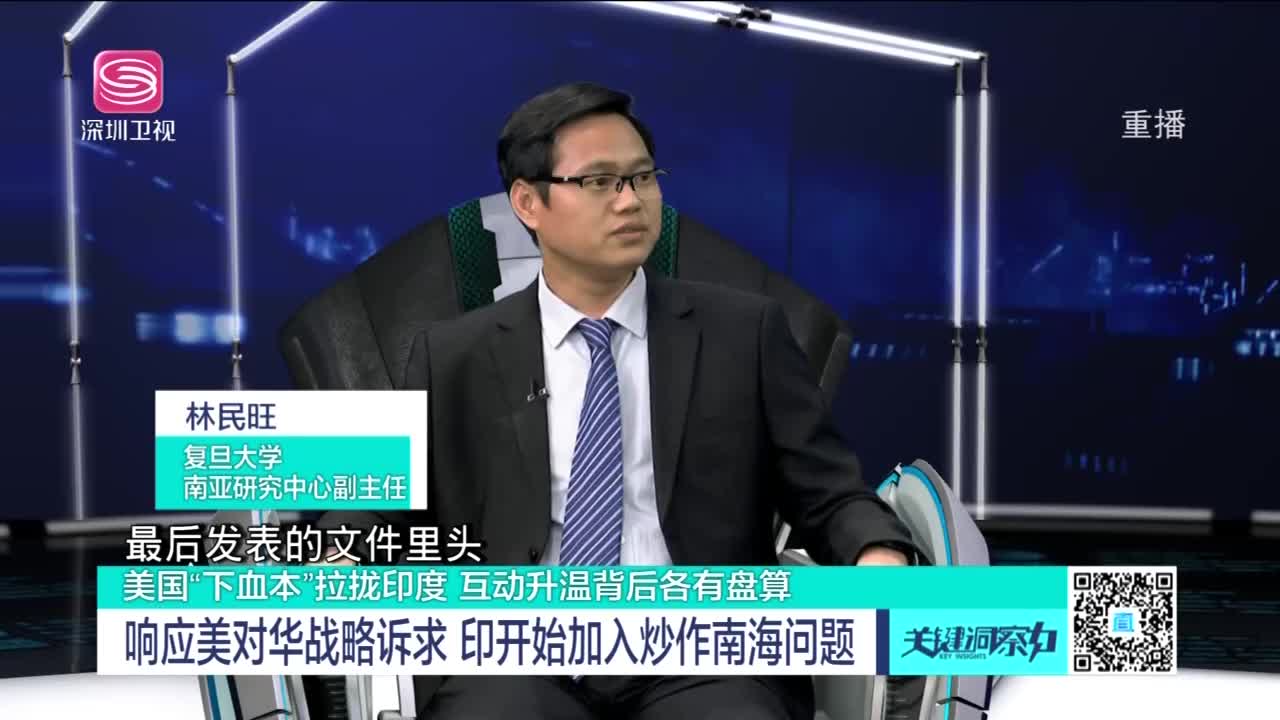 深圳卫视
重播
林民旺
复旦大学
南亚研究中心副主任
最后发表的文件里头
美国“下血本”拉拢印度 互动升温背后各有盘算
响应美对华战略诉求 印开始加入炒作南海问题
关键洞察力
KEY INSIGHTS